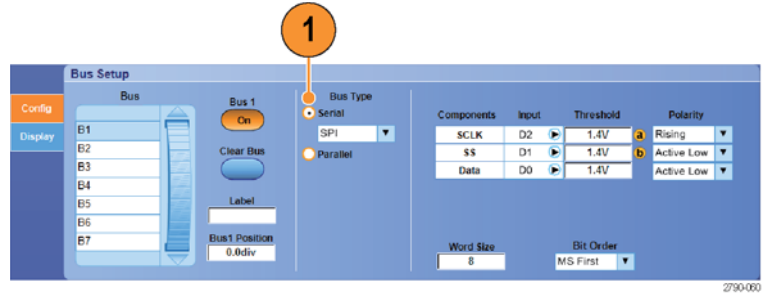 1
Bus Setup
Config
Display
Bus
B1
B2
B3
B4
B5
B6
B7
Bus 1
On
Clear Bus
Label
Bus1 Position
0.0div
Bus Type
Serial
SPI
Parallel
Components Input Threshold Polarity
SCLK D2 1.4V a Rising
SS D1 1.4V b Active Low
Data D0 1.4V Active Low
Word Size
8
Bit Order
MS First
2790-060